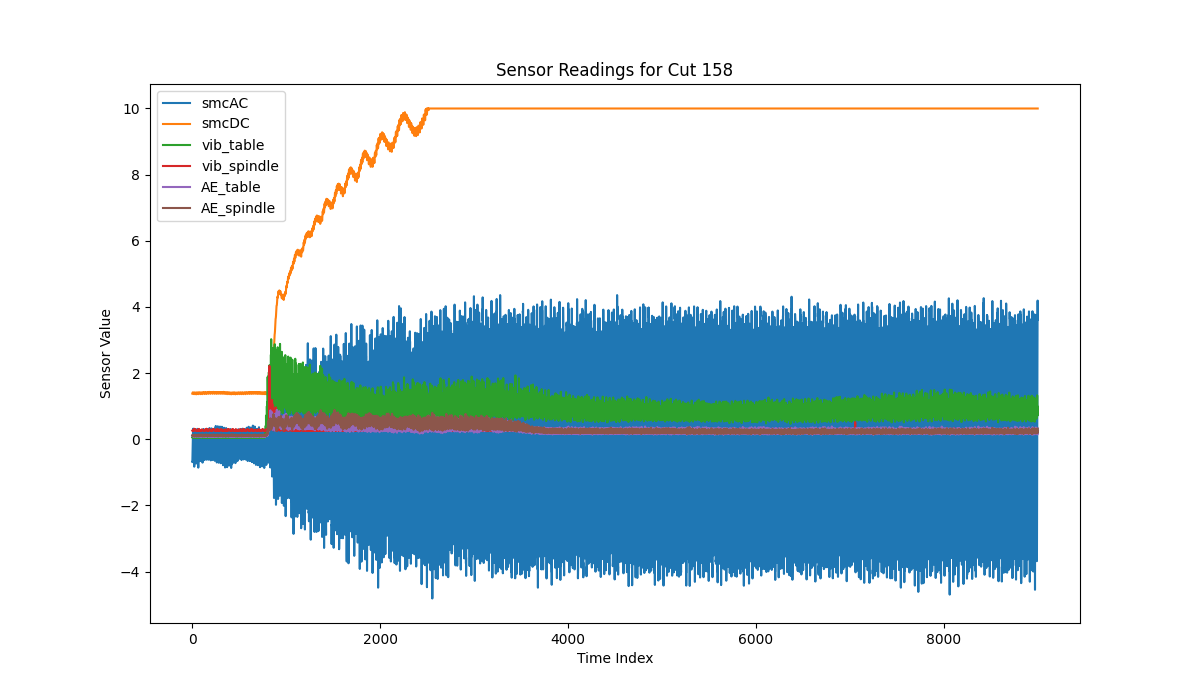 Sensor Readings for Cut 158
smcAC
smcDC
vib_table
vib_spindle
AE_table
AE_spindle
Sensor Value
10
8
6
4
2
0
−2
−4
0 2000 4000 6000 8000
Time Index